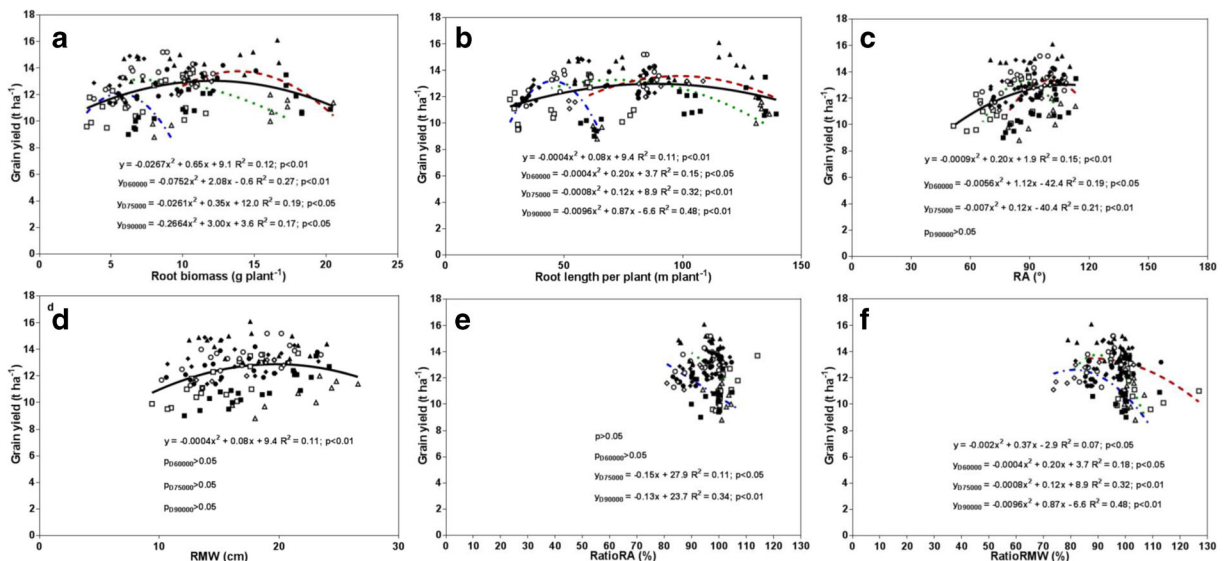 a
Grain yield (t ha⁻¹)
18
16
14
12
10
8
6
4
2
0
y = -0.0267x² + 0.65x + 9.1 R² = 0.12; p<0.01
yD60000 = -0.0752x² + 2.08x - 0.6 R² = 0.27; p<0.01
yD75000 = -0.0261x² + 0.35x + 12.0 R² = 0.19; p<0.05
yD90000 = -0.2664x² + 3.00x + 3.6 R² = 0.17; p<0.05
0 5 10 15 20 25
Root biomass (g plant⁻¹)
b
Grain yield (t ha⁻¹)
18
16
14
12
10
8
6
4
2
0
y = -0.0004x² + 0.08x + 9.4 R² = 0.11; p<0.01
yD60000 = -0.0004x² + 0.20x + 3.7 R² = 0.15; p<0.05
yD75000 = -0.0008x² + 0.12x + 8.9 R² = 0.32; p<0.01
yD90000 = -0.0096x² + 0.87x - 6.6 R² = 0.48; p<0.01
0 50 100 150
Root length per plant (m plant⁻¹)
c
Grain yield (t ha⁻¹)
18
16
14
12
10
8
6
4
2
0
y = -0.0009x² + 0.20x + 1.9 R² = 0.15; p<0.01
yD60000 = -0.0056x² + 1.12x - 42.4 R² = 0.19; p<0.05
yD75000 = -0.007x² + 0.12x - 40.4 R² = 0.21; p<0.01
pD90000>0.05
0 30 60 90 120 150 180
RA (°)
d
d
Grain yield (t ha⁻¹)
18
16
14
12
10
8
6
4
2
0
y = -0.0004x² + 0.08x + 9.4 R² = 0.11; p<0.01
pD60000>0.05
pD75000>0.05
pD90000>0.05
0 10 20 30
RMW (cm)
e
Grain yield (t ha⁻¹)
18
16
14
12
10
8
6
4
2
0
p>0.05
pD60000>0.05
yD75000 = -0.15x + 27.9 R² = 0.11; p<0.05
yD90000 = -0.13x + 23.7 R² = 0.34; p<0.01
0 10 20 30 40 50 60 70 80 90 100 110 120 130
RatioRA (%)
f
Grain yield (t ha⁻¹)
18
16
14
12
10
8
6
4
2
0
y = -0.002x² + 0.37x - 2.9 R² = 0.07; p<0.05
yD60000 = -0.0004x² + 0.20x + 3.7 R² = 0.18; p<0.05
yD75000 = -0.0008x² + 0.12x + 8.9 R² = 0.32; p<0.01
yD90000 = -0.0096x² + 0.87x - 6.6 R² = 0.48; p<0.01
0 10 20 30 40 50 60 70 80 90 100 110 120 130
RatioRMW (%)